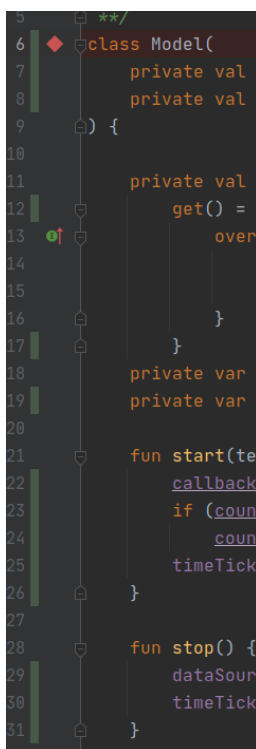 5 **/
6 class Model(
7 private val
8 private val
9 ) {
10
11 private val
12 get() =
13 over
14
15
16 }
17 }
18 private var
19 private var
20
21 fun start(te
22 callback
23 if (coun
24 coun
25 timeTick
26 }
27
28 fun stop() {
29 dataSour
30 timeTick
31 }